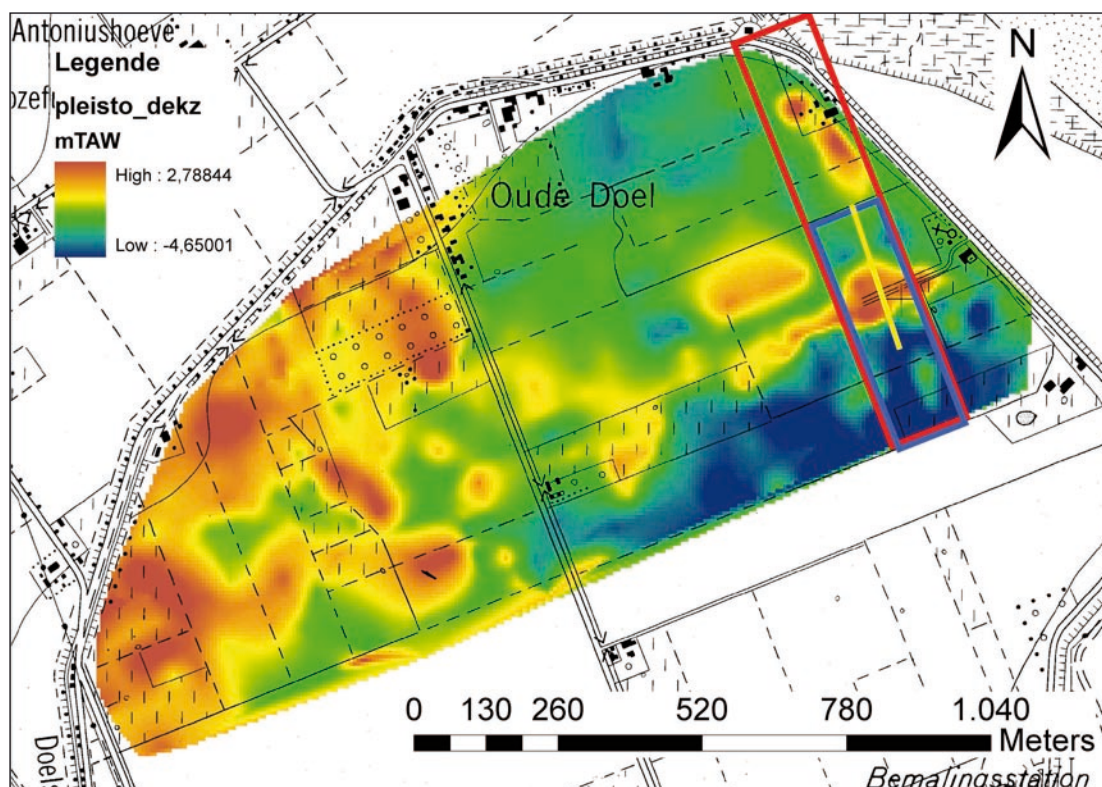 Antoniushoeve
Legende
pleisto_dekz
mTAW
High : 2,78844
Low : -4,65001
N
Oude Doel
0 130 260 520 780 1.040
Meters
Bemalingsstation